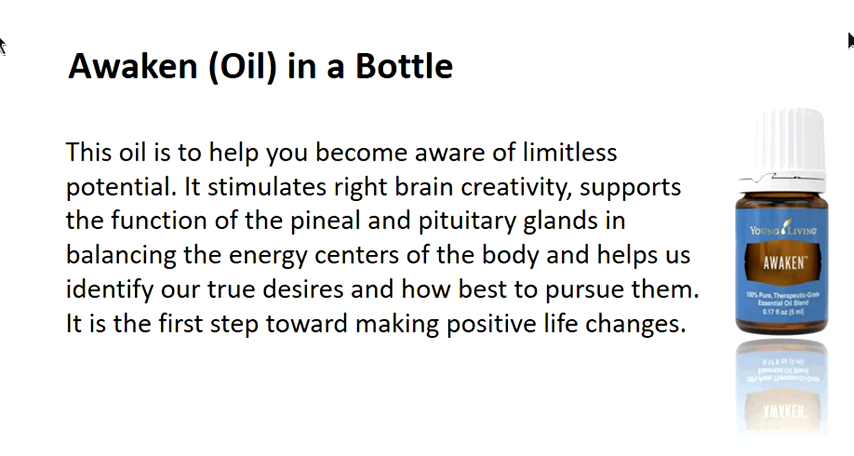 Awaken (Oil) in a Bottle
This oil is to help you become aware of limitless
potential. It stimulates right brain creativity, supports
the function of the pineal and pituitary glands in
balancing the energy centers of the body and helps us
identify our true desires and how best to pursue them.
It is the first step toward making positive life changes.
YOUNG LIVING
AWAKEN™
100% Pure, Therapeutic-Grade
Essential Oil Blend
0.17 fl oz (5 ml)